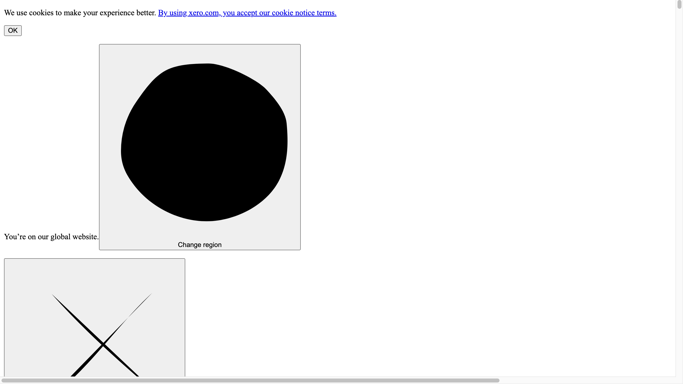 We use cookies to make your experience better. By using xero.com, you accept our cookie notice terms.
OK
You’re on our global website.
Change region